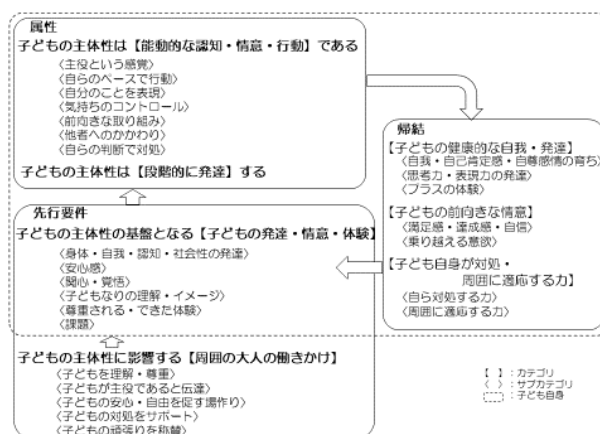 属性
子どもの主体性は【能動的な認知・情意・行動】である
〈主役という感覚〉
〈自らのペースで行動〉
〈自分のことを表現〉
〈気持ちのコントロール〉
〈前向きな取り組み〉
〈他者へのかかわり〉
〈自らの判断で対処〉
子どもの主体性は【段階的に発達】する
先行要件
子どもの主体性の基盤となる【子どもの発達・情意・体験】
〈身体・自我・認知・社会性の発達〉
〈安心感〉
〈関心・覚悟〉
〈子どもなりの理解・イメージ〉
〈尊重される・できた体験〉
〈課題〉
子どもの主体性に影響する【周囲の大人の働きかけ】
〈子どもを理解・尊重〉
〈子どもが主役であると伝達〉
〈子どもの安心・自由を促す場作り〉
〈子どもの対処をサポート〉
〈子どもの頑張りを称賛〉
帰結
【子どもの健康的な自我・発達】
〈自我・自己肯定感・自尊感情の育ち〉
〈思考力・表現力の発達〉
〈プラスの体験〉
【子どもの前向きな情意】
〈満足感・達成感・自信〉
〈乗り越える意欲〉
【子ども自身が対処・
周囲に適応する力】
〈自ら対処する力〉
〈周囲に適応する力〉
【 】：カテゴリ
〈 〉：サブカテゴリ
：子ども自身